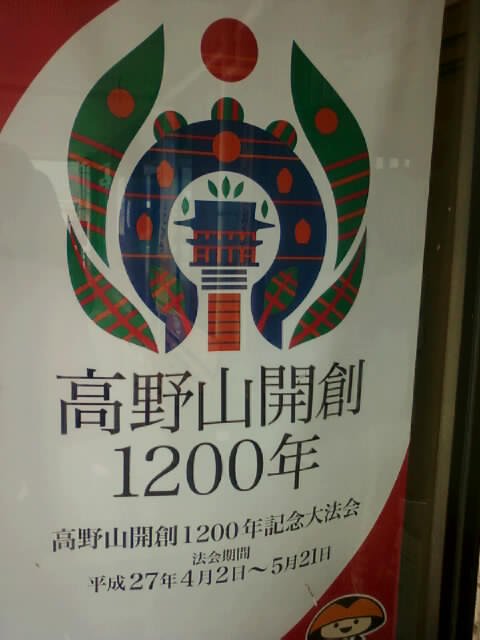 高野山開創
1200年
高野山開創1200年記念大法会
法会期間
平成27年4月2日～5月21日